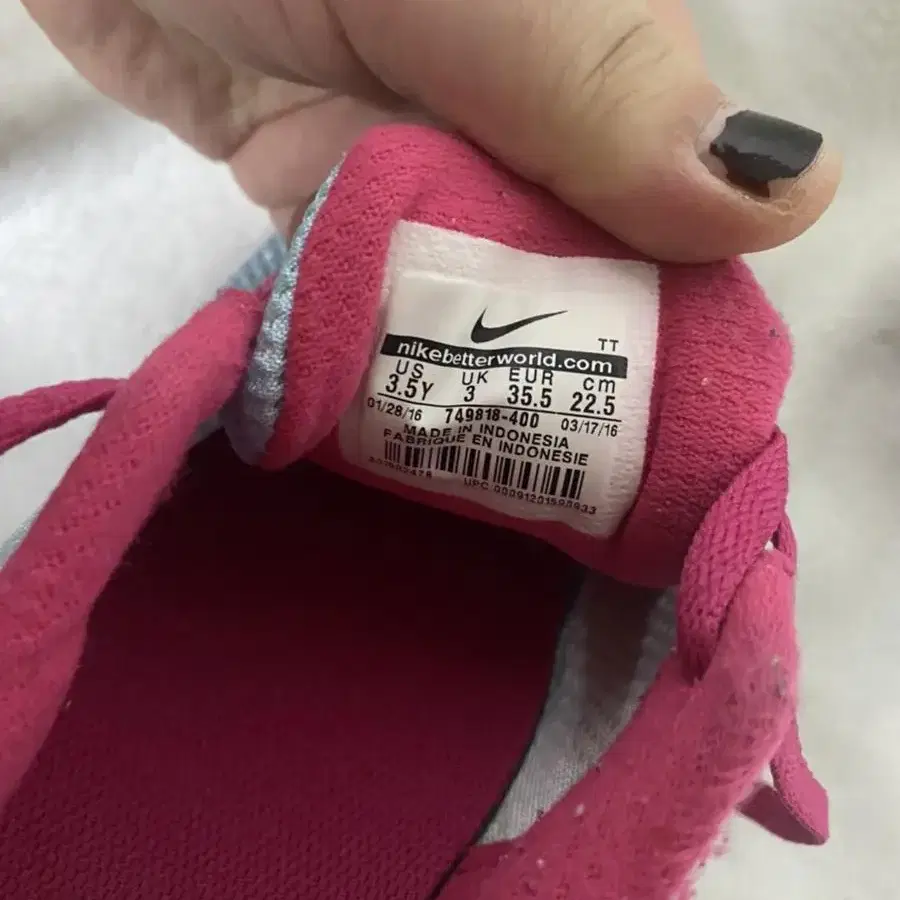 TT
nikebetterworld.com
US UK EUR cm
3.5Y 3 35.5 22.5
01/28/16 749818-400 03/17/16
MADE IN INDONESIA
FABRIQUE EN INDONESIE
UPC